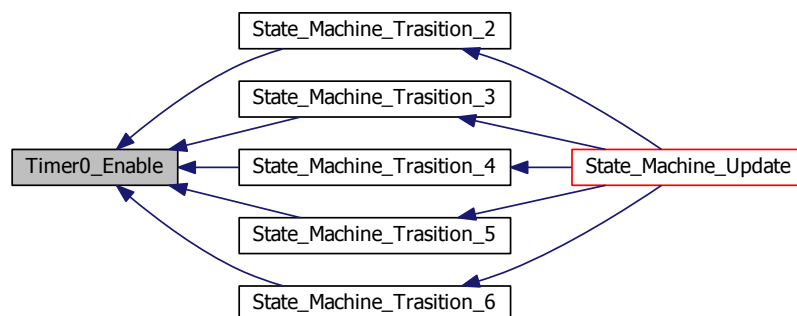 State_Machine_Trasition_2
State_Machine_Trasition_3
Timer0_Enable
State_Machine_Trasition_4
State_Machine_Update
State_Machine_Trasition_5
State_Machine_Trasition_6